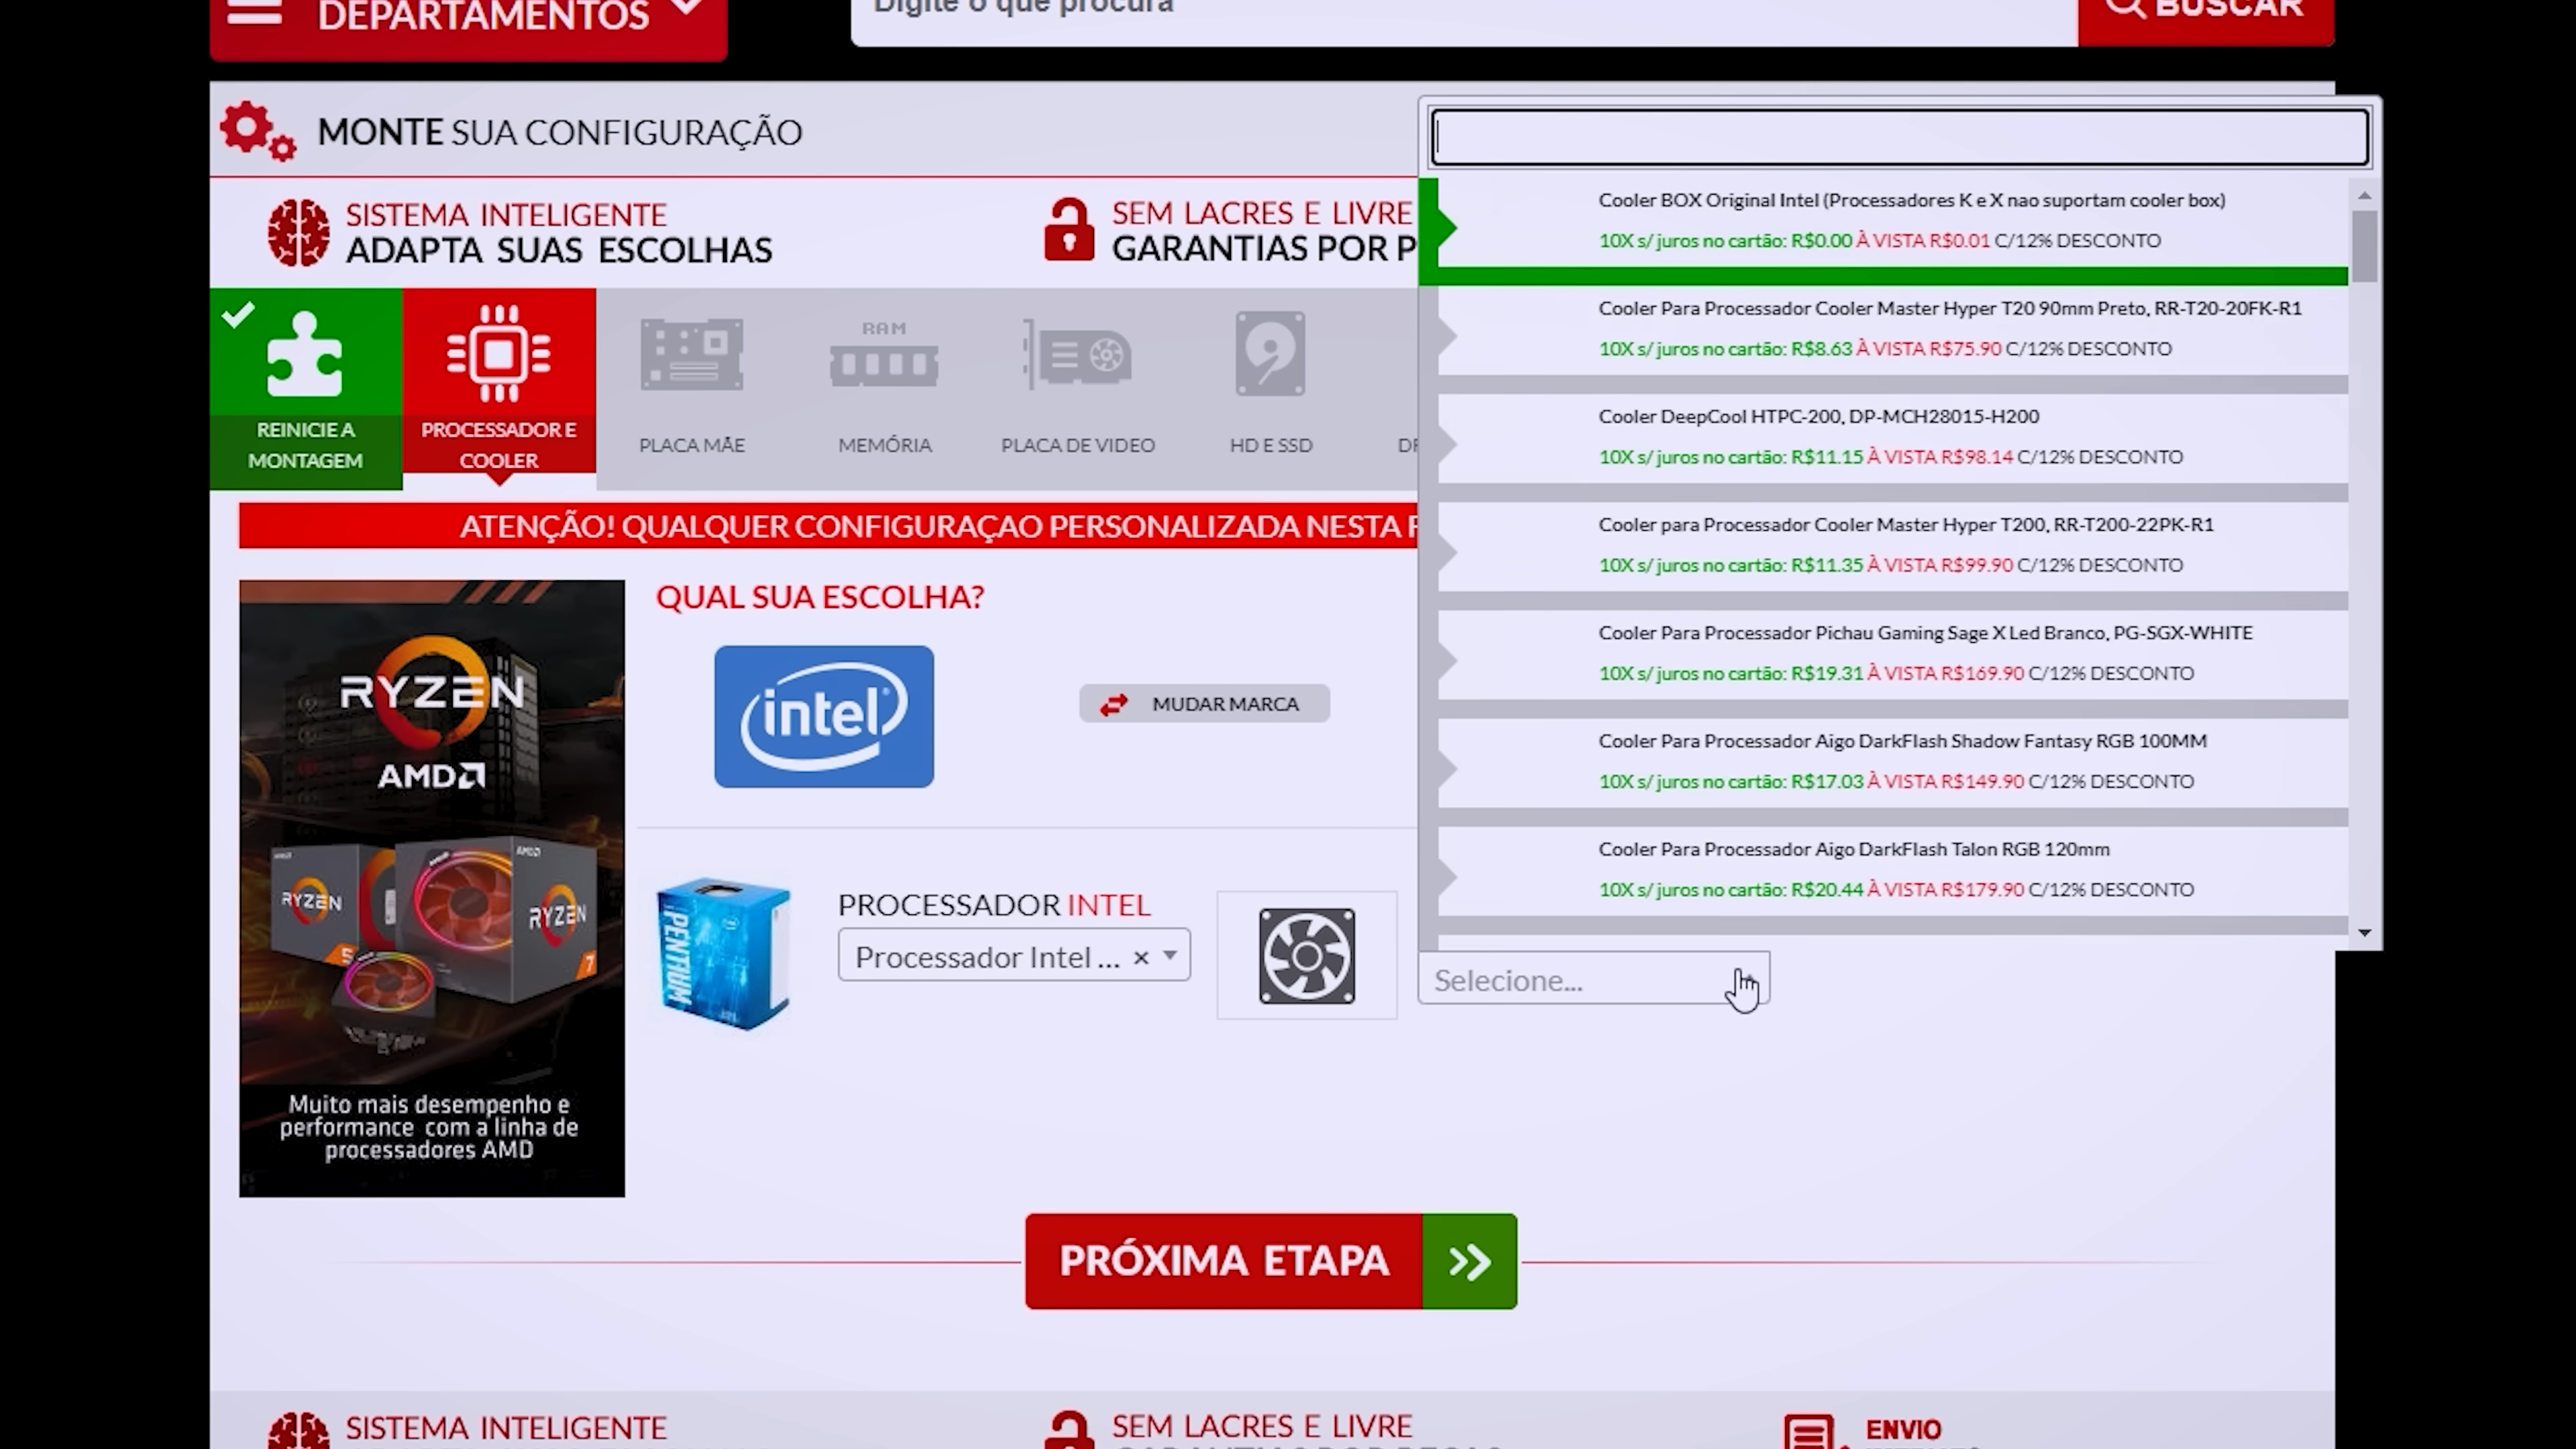 DEPARTAMENTOS
Digite o que procura
BUSCAR
MONTE SUA CONFIGURAÇÃO
SISTEMA INTELIGENTE
ADAPTA SUAS ESCOLHAS
SEM LACRES E LIVRE
GARANTIAS POR P
REINICIE A
MONTAGEM
PROCESSADOR E
COOLER
PLACA MÃE
RAM
MEMÓRIA
PLACA DE VIDEO
HD E SSD
ATENÇÃO! QUALQUER CONFIGURAÇAO PERSONALIZADA NESTA
Cooler BOX Original Intel (Processadores K e X nao suportam cooler box)
10X s/ juros no cartão: R$0.00 À VISTA R$0.01 C/12% DESCONTO
Cooler Para Processador Cooler Master Hyper T20 90mm Preto, RR-T20-20FK-R1
10X s/ juros no cartão: R$8.63 À VISTA R$75.90 C/12% DESCONTO
Cooler DeepCool HTPC-200, DP-MCH28015-H200
10X s/ juros no cartão: R$11.15 À VISTA R$98.14 C/12% DESCONTO
Cooler para Processador Cooler Master Hyper T200, RR-T200-22PK-R1
10X s/ juros no cartão: R$11.35 À VISTA R$99.90 C/12% DESCONTO
Cooler Para Processador Pichau Gaming Sage X Led Branco, PG-SGX-WHITE
10X s/ juros no cartão: R$19.31 À VISTA R$169.90 C/12% DESCONTO
Cooler Para Processador Aigo DarkFlash Shadow Fantasy RGB 100MM
10X s/ juros no cartão: R$17.03 À VISTA R$149.90 C/12% DESCONTO
Cooler Para Processador Aigo DarkFlash Talon RGB 120mm
10X s/ juros no cartão: R$20.44 À VISTA R$179.90 C/12% DESCONTO
Selecione...
QUAL SUA ESCOLHA?
intel
MUDAR MARCA
RYZEN
AMD
AMD
AMD
RYZEN
5
RYZEN
7
Muito mais desempenho e
performance com a linha de
processadores AMD
PENTIUM
PROCESSADOR INTEL
Processador Intel ... ×
PRÓXIMA ETAPA
SISTEMA INTELIGENTE
SEM LACRES E LIVRE
ENVIO